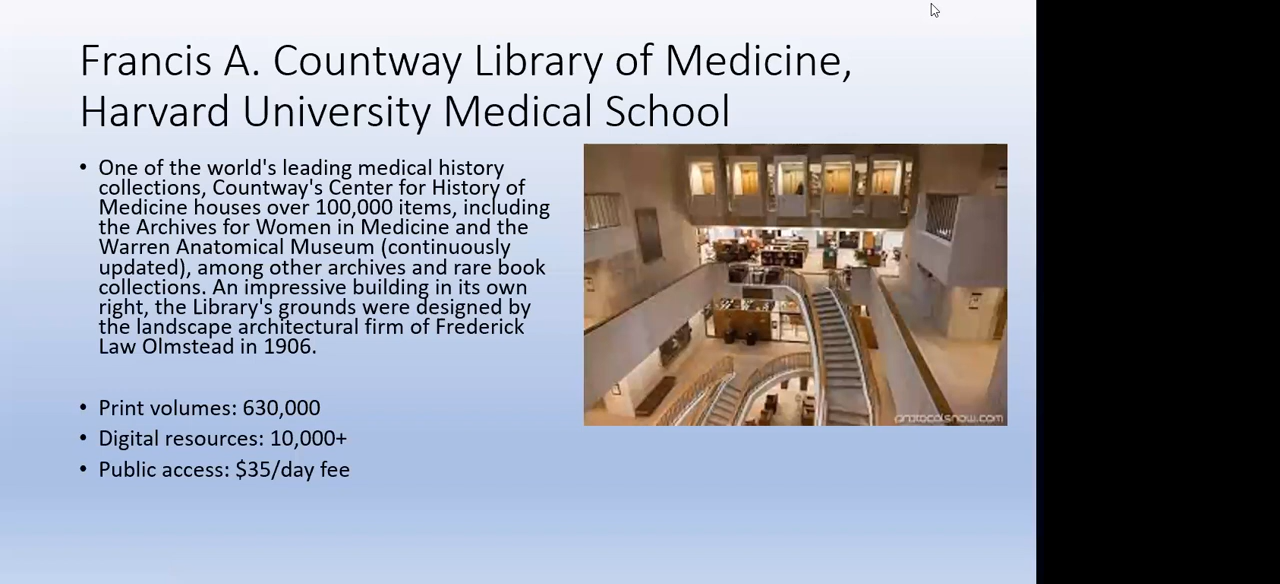 Francis A. Countway Library of Medicine,
Harvard University Medical School
• One of the world's leading medical history
collections, Countway's Center for History of
Medicine houses over 100,000 items, including
the Archives for Women in Medicine and the
Warren Anatomical Museum (continuously
updated), among other archives and rare book
collections. An impressive building in its own
right, the Library's grounds were designed by
the landscape architectural firm of Frederick
Law Olmstead in 1906.
• Print volumes: 630,000
• Digital resources: 10,000+
• Public access: $35/day fee
protocolsnow.com